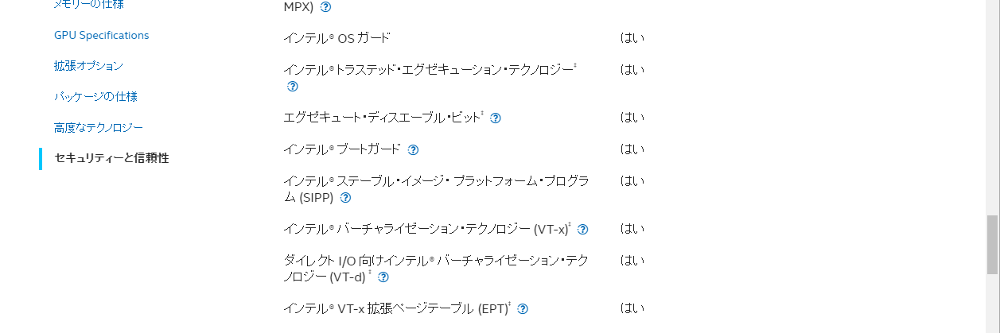 メモリーの仕様
GPU Specifications
拡張オプション
パッケージの仕様
高度なテクノロジー
セキュリティーと信頼性
MPX) ?
インテル® OS ガード はい
インテル® トラステッド・エグゼキューション・テクノロジー‡ はい
?
エグゼキュート・ディスエーブル・ビット‡ ? はい
インテル® ブートガード ? はい
インテル® ステーブル・イメージ・ プラットフォーム・プログラ はい
ム (SIPP) ?
インテル® バーチャライゼーション・テクノロジー (VT-x)‡ ? はい
ダイレクト I/O 向けインテル® バーチャライゼーション・テク はい
ノロジー (VT-d) ‡ ?
インテル® VT-x 拡張ページテーブル (EPT)‡ ? はい